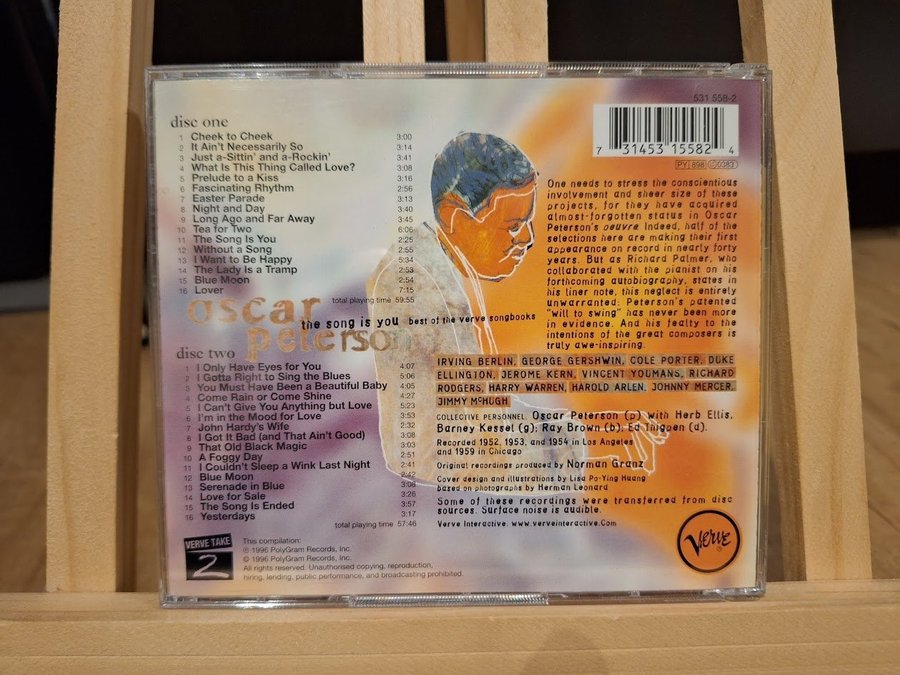 531 558-2
7 31453 15582 4
PY 898 ⓒ0383
disc one
1 Cheek to Cheek 3:00
2 It Ain't Necessarily So 3:14
3 Just a-Sittin' and a-Rockin' 3:41
4 What Is This Thing Called Love? 3:08
5 Prelude to a Kiss 3:16
6 Fascinating Rhythm 2:56
7 Easter Parade 3:13
8 Night and Day 3:40
9 Long Ago and Far Away 3:45
10 Tea for Two 6:06
11 The Song Is You 2:25
12 Without a Song 2:55
13 I Want to Be Happy 5:34
14 The Lady Is a Tramp 2:53
15 Blue Moon 2:54
16 Lover 7:15
total playing time 59:55
oscar
peterson
the song is you best of the verve songbooks
disc two
1 I Only Have Eyes for You 4:07
2 I Gotta Right to Sing the Blues 5:06
3 You Must Have Been a Beautiful Baby 4:05
4 Come Rain or Come Shine 4:27
5 I Can't Give You Anything but Love 5:23
6 I'm in the Mood for Love
7 John Hardy's Wife 2:32
8 I Got It Bad (and That Ain't Good) 3:08
9 That Old Black Magic 3:03
10 A Foggy Day 2:51
11 I Couldn't Sleep a Wink Last Night 2:41
12 Blue Moon 2:42
13 Serenade in Blue 3:08
14 Love for Sale 3:26
15 The Song Is Ended 3:57
16 Yesterdays 3:17
total playing time 57:46
VERVE TAKE
2
This compilation:
℗ 1996 PolyGram Records, Inc.
© 1996 PolyGram Records, Inc.
All rights reserved. Unauthorised copying, reproduction,
hiring, lending, public performance, and broadcasting prohibited.
One needs to stress the conscientious
involvement and sheer size of these
projects, for they have acquired
almost-forgotten status in Oscar
Peterson's oeuvre. Indeed, half of the
selections here are making their first
appearance on record in nearly forty
years. But as Richard Palmer, who
collaborated with the pianist on his
forthcoming autobiography, states in
his liner note, this neglect is entirely
unwarranted: Peterson's patented
"will to swing" has never been more
in evidence. And his fealty to the
intentions of the great composers is
truly awe-inspiring.
IRVING BERLIN, GEORGE GERSHWIN, COLE PORTER, DUKE
ELLINGTON, JEROME KERN, VINCENT YOUMANS, RICHARD
RODGERS, HARRY WARREN, HAROLD ARLEN, JOHNNY MERCER,
JIMMY McHUGH
COLLECTIVE PERSONNEL: Oscar Peterson (p) with Herb Ellis,
Barney Kessel (g); Ray Brown (b); Ed Thigpen (d).
Recorded 1952, 1953, and 1954 in Los Angeles
and 1959 in Chicago
Original recordings produced by Norman Granz
Cover design and illustrations by Lisa Po-Ying Huang
based on photographs by Herman Leonard
Some of these recordings were transferred from disc
sources. Surface noise is audible.
Verve Interactive: www.verveinteractive.com
Verve